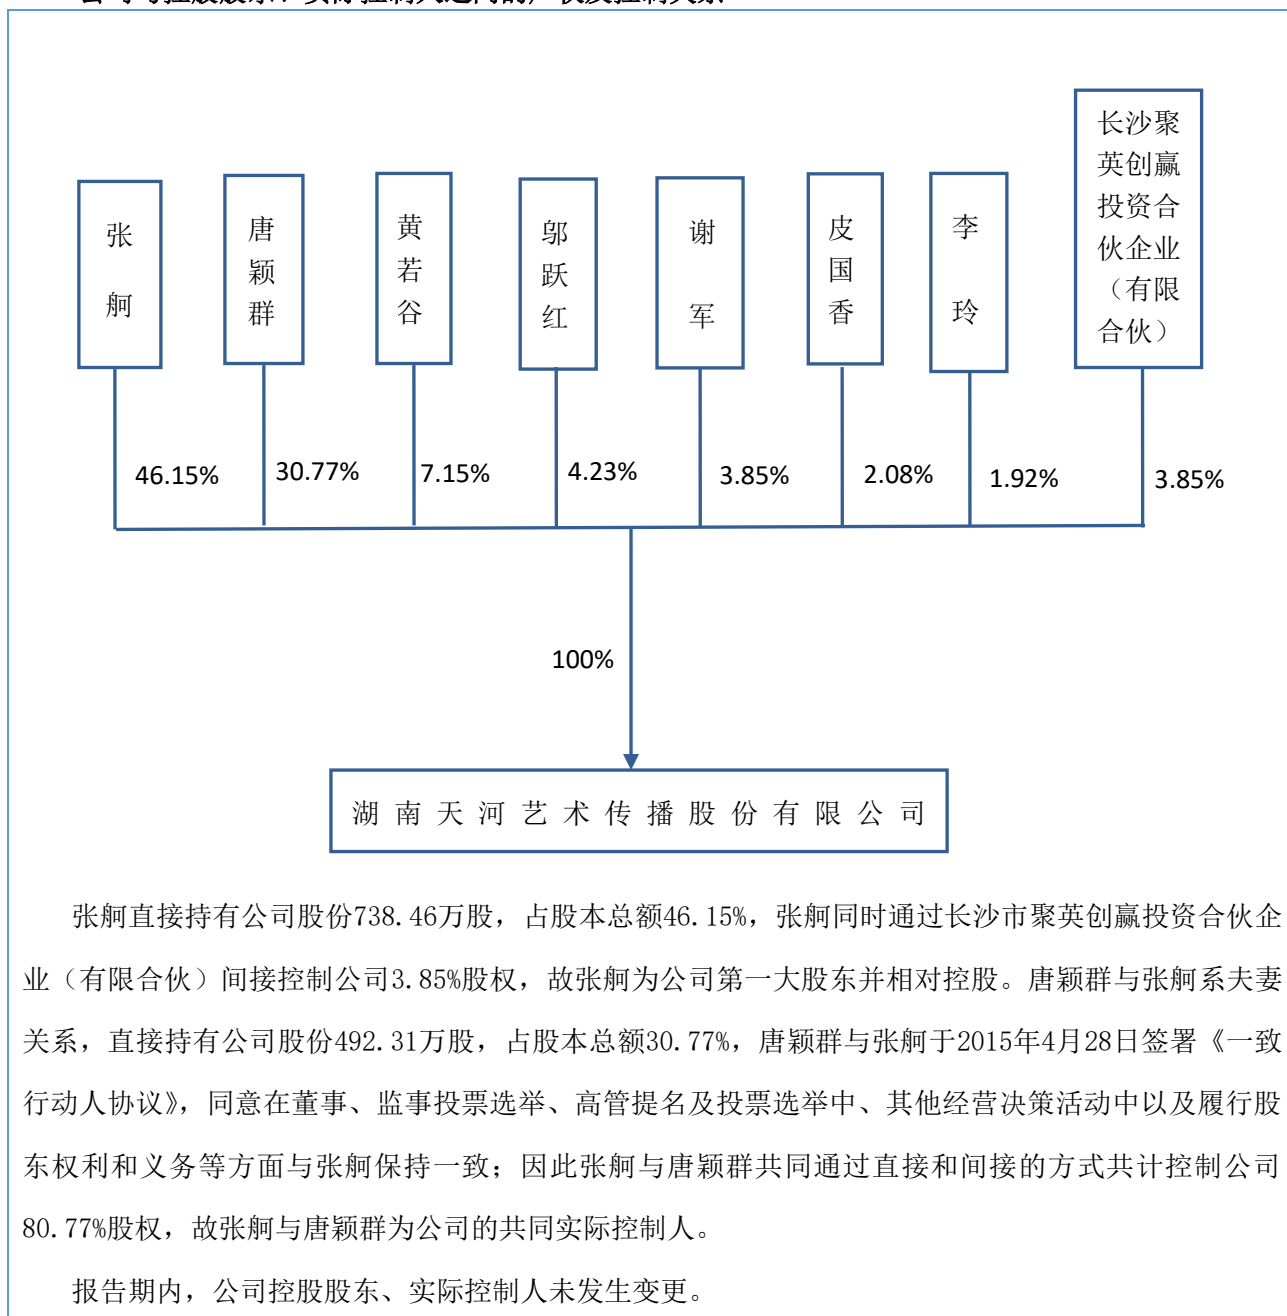 张
舸
唐
颖
群
黄
若
谷
邬
跃
红
谢
军
皮
国
香
李
玲
长沙聚
英创赢
投资合
伙企业
（有限
合伙）
46.15%
30.77%
7.15%
4.23%
3.85%
2.08%
1.92%
3.85%
100%
湖南天河艺术传播股份有限公司
张舸直接持有公司股份738.46万股，占股本总额46.15%，张舸同时通过长沙市聚英创赢投资合伙企
业（有限合伙）间接控制公司3.85%股权，故张舸为公司第一大股东并相对控股。唐颖群与张舸系夫妻
关系，直接持有公司股份492.31万股，占股本总额30.77%，唐颖群与张舸于2015年4月28日签署《一致
行动人协议》，同意在董事、监事投票选举、高管提名及投票选举中、其他经营决策活动中以及履行股
东权利和义务等方面与张舸保持一致；因此张舸与唐颖群共同通过直接和间接的方式共计控制公司
80.77%股权，故张舸与唐颖群为公司的共同实际控制人。
报告期内，公司控股股东、实际控制人未发生变更。